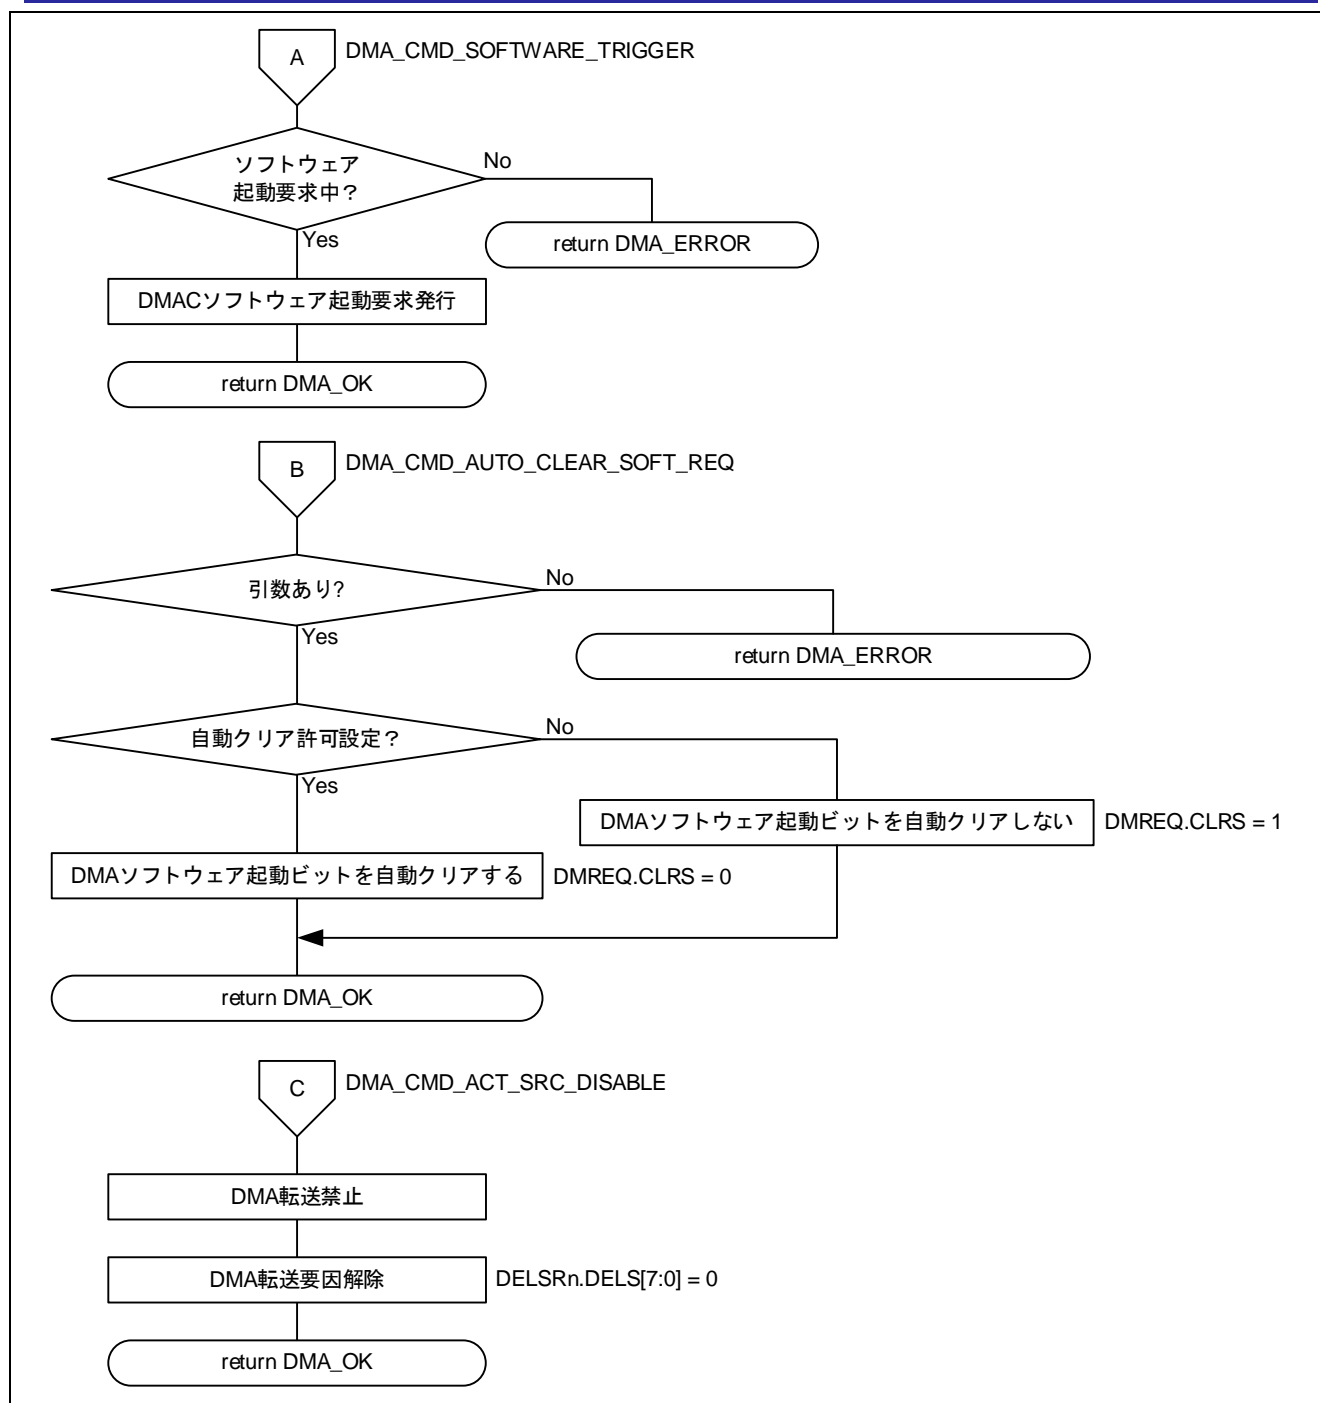 A
DMA_CMD_SOFTWARE_TRIGGER
ソフトウェア
起動要求中？
No
return DMA_ERROR
Yes
DMACソフトウェア起動要求発行
return DMA_OK
B
DMA_CMD_AUTO_CLEAR_SOFT_REQ
引数あり?
No
Yes
return DMA_ERROR
自動クリア許可設定？
No
Yes
DMAソフトウェア起動ビットを自動クリアしない
DMREQ.CLRS = 1
DMAソフトウェア起動ビットを自動クリアする
DMREQ.CLRS = 0
return DMA_OK
C
DMA_CMD_ACT_SRC_DISABLE
DMA転送禁止
DMA転送要因解除
DELSRn.DELS[7:0] = 0
return DMA_OK